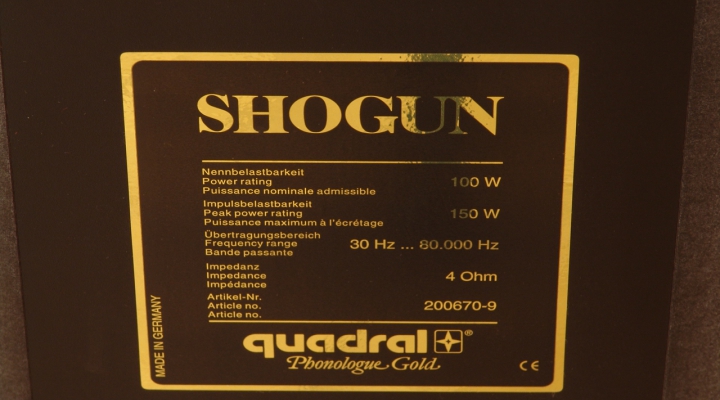 SHOGUN
Nennbelastbarkeit
Power rating
Puissance nominale admissible
100 W
Impulsbelastbarkeit
Peak power rating
Puissance maximum à l'écrétage
150 W
Übertragungsbereich
Frequency range
Bande passante
30 Hz ... 80.000 Hz
Impedanz
Impedance
Impédance
4 Ohm
Artikel-Nr.
Article no.
Article no.
200670-9
MADE IN GERMANY
quadral®
Phonologue Gold
CE